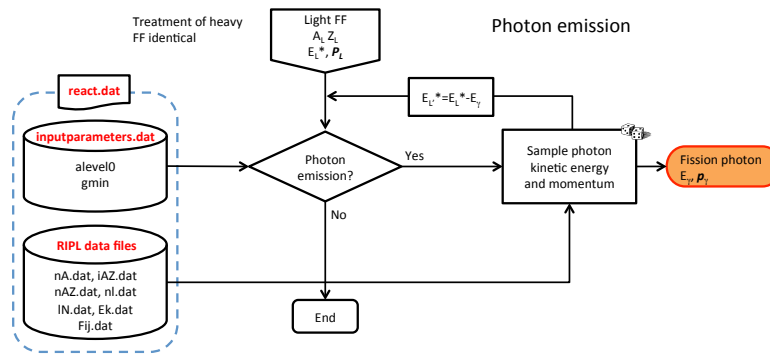 Treatment of heavy
FF identical
Light FF
A_L Z_L
E_L*, P_L
Photon emission
react.dat
E_L'*=E_L*-E_γ
inputparameters.dat
alevel0
gmin
Photon
emission?
Yes
Sample photon
kinetic energy
and momentum
Fission photon
E_γ, p_γ
No
RIPL data files
nA.dat, iAZ.dat
nAZ.dat, nl.dat
lN.dat, Ek.dat
Fij.dat
End